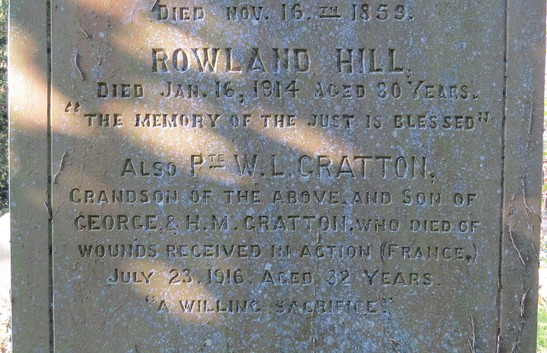 DIED NOV. 16.TH 1853.
ROWLAND HILL,
DIED JAN. 16, 1914 AGED 80 YEARS.
"THE MEMORY OF THE JUST IS BLESSED"
ALSO PTE W. L. GRATTON,
GRANDSON OF THE ABOVE, AND SON OF
GEORGE, & H. M. GRATTON, WHO DIED OF
WOUNDS RECEIVED IN ACTION (FRANCE,)
JULY 23, 1916. AGED 32 YEARS.
"A WILLING SACRIFICE."